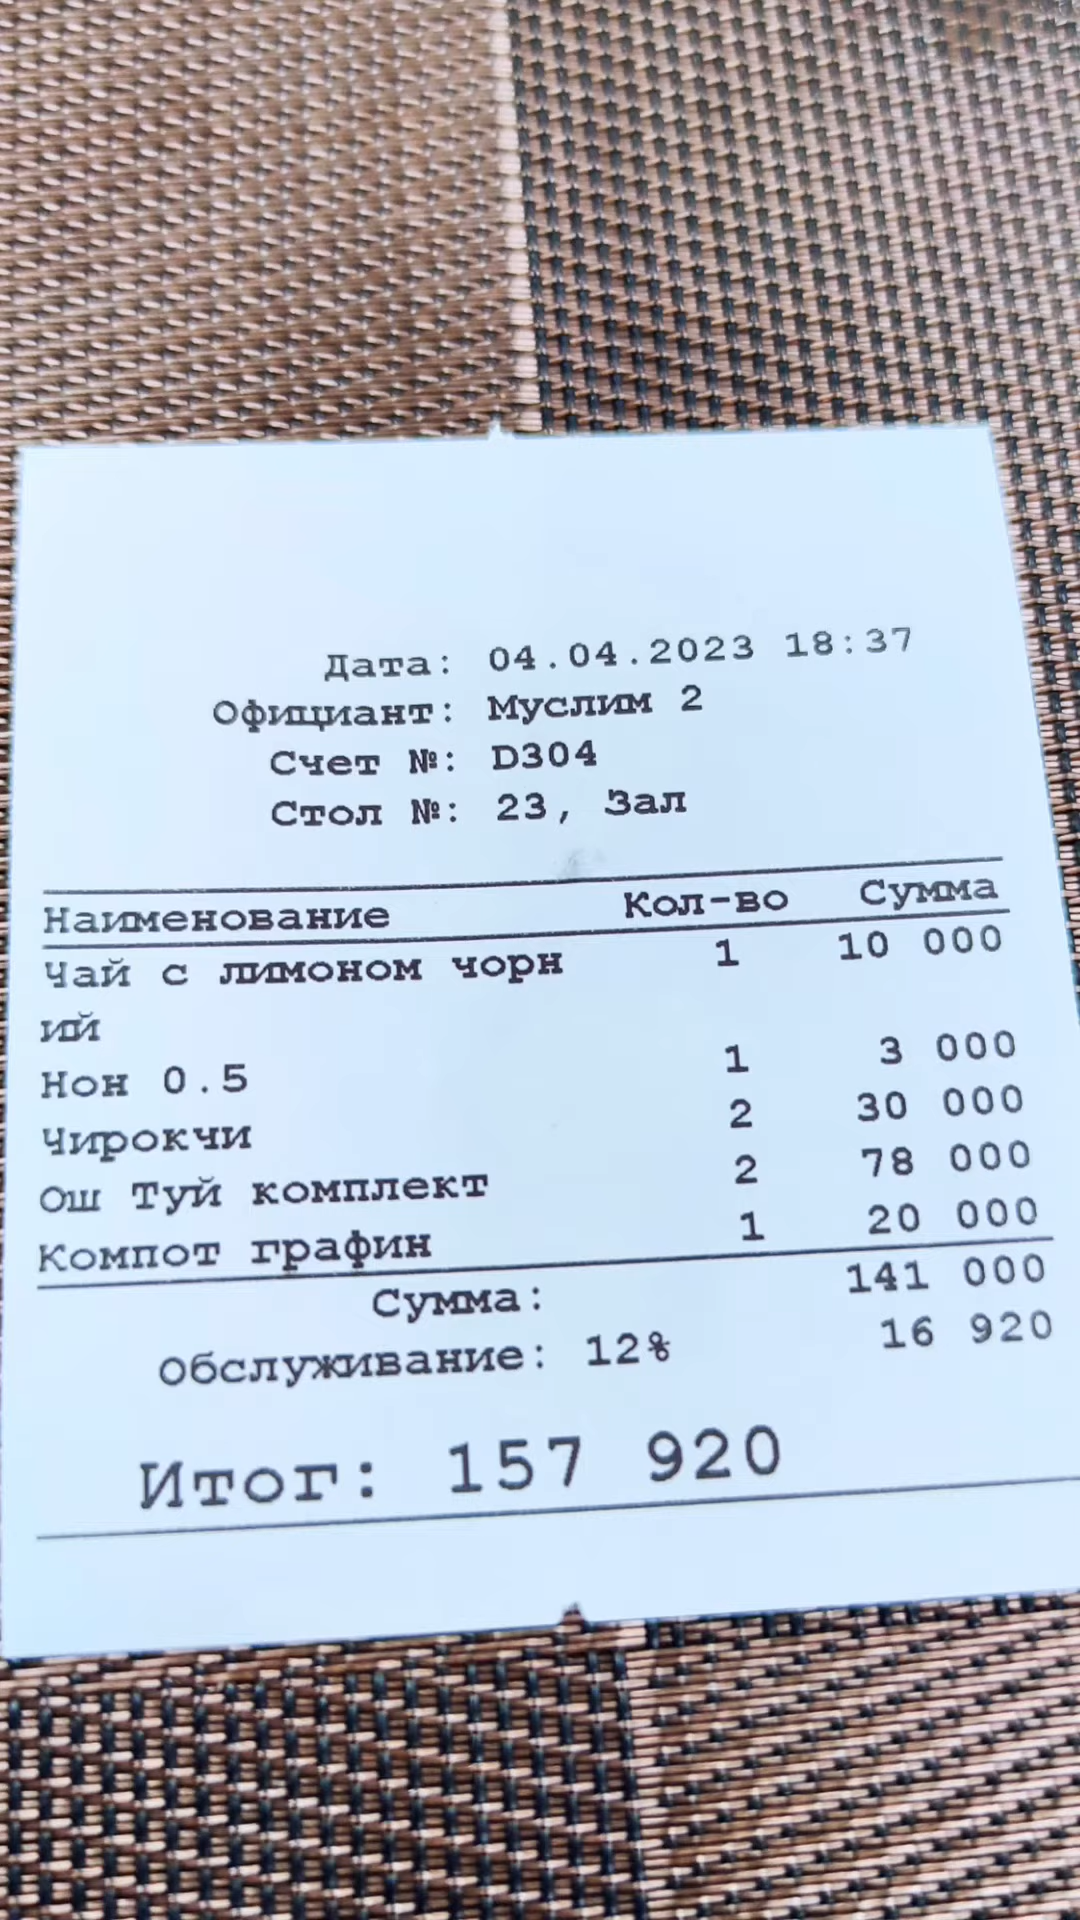 Дата: 04.04.2023 18:37
Официант: Муслим 2
Счет №: D304
Стол №: 23, Зал
Наименование Кол-во Сумма
Чай с лимоном чорн 1 10 000
ий
Нон 0.5 1 3 000
Чирокчи 2 30 000
Ош Туй комплект 2 78 000
Компот графин 1 20 000
Сумма: 141 000
Обслуживание: 12% 16 920
Итог: 157 920